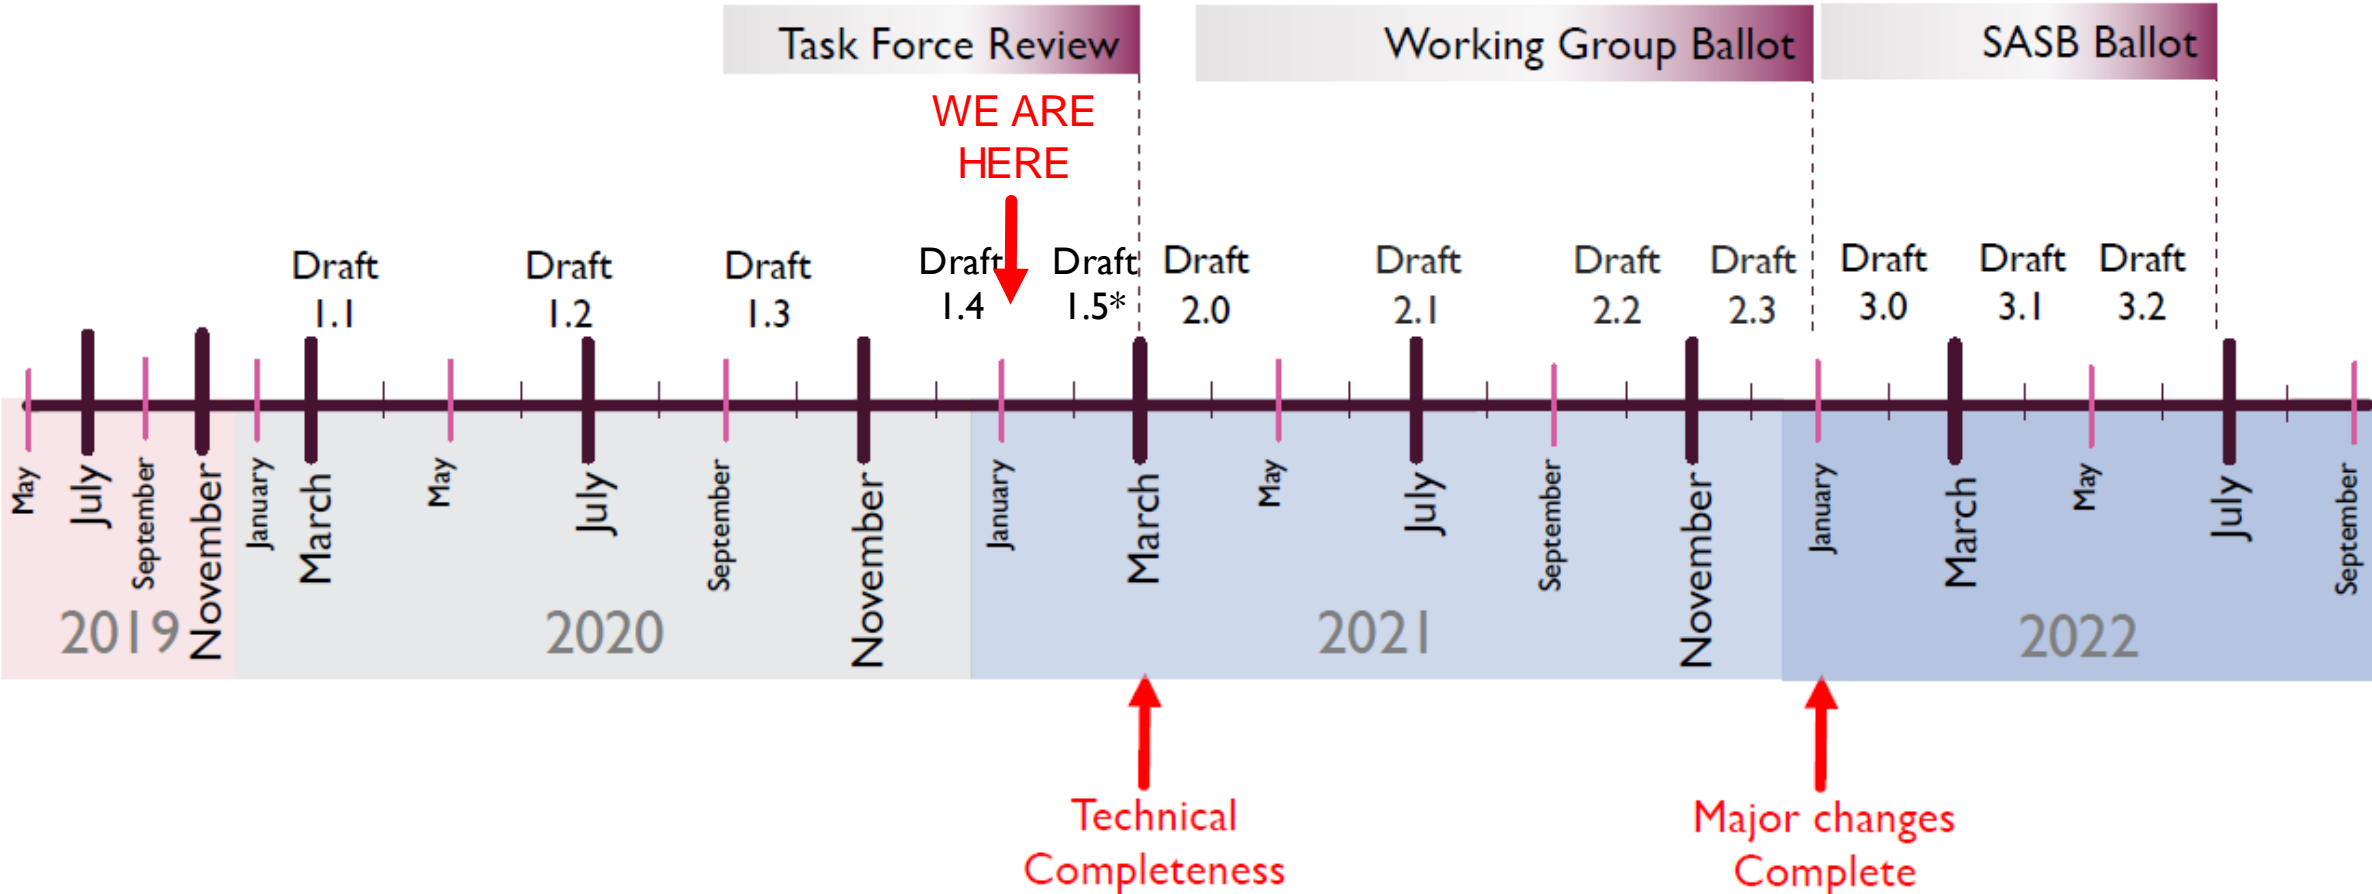 Task Force Review
Working Group Ballot
SASB Ballot
WE ARE
HERE
Draft
1.1
Draft
1.2
Draft
1.3
Draft
1.4
Draft
1.5*
Draft
2.0
Draft
2.1
Draft
2.2
Draft
2.3
Draft
3.0
Draft
3.1
Draft
3.2
May
July
September
November
January
March
May
July
September
November
January
March
May
July
September
November
January
March
May
July
September
2019
2020
2021
2022
Technical
Completeness
Major changes
Complete